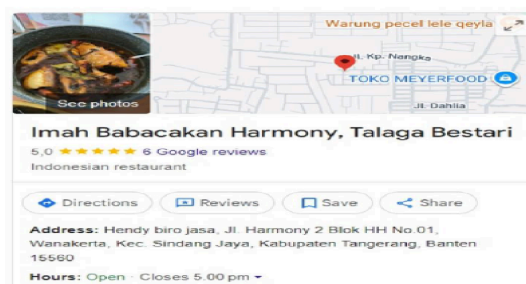 Warung pecel lele qeyla
Jl. Kp. Nangka
TOKO MEYERFOOD
Jl. Dahlia
See photos
Imah Babacakan Harmony, Talaga Bestari
5,0 ★★★★★ 6 Google reviews
Indonesian restaurant
Directions
Reviews
Save
Share
Address: Hendy biro jasa, Jl. Harmony 2 Blok HH No.01,
Wanakerta, Kec. Sindang Jaya, Kabupaten Tangerang, Banten
15560
Hours: Open · Closes 5.00 pm